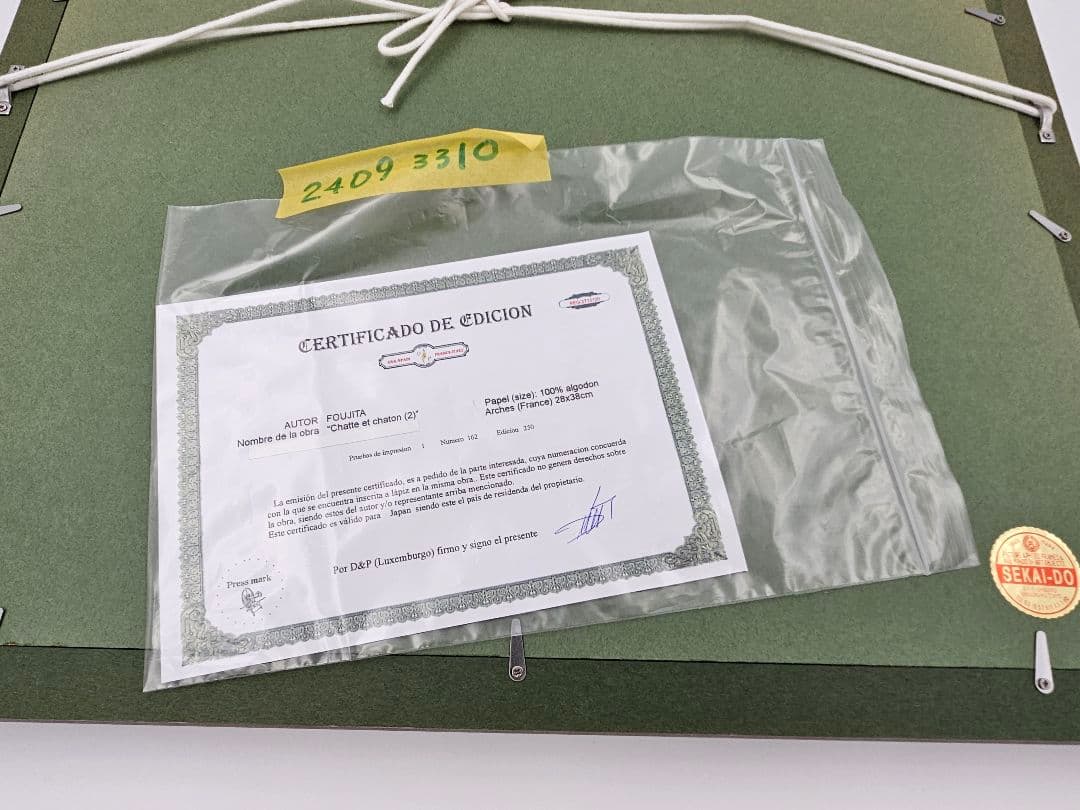 2409 3310
CERTIFICADO DE EDICION
AUTOR FOUJITA
Nombre de la obra "Chatte et chaton (2)"
Papel (size): 100% algodon
Arches (France) 28x38cm
Pruebas de impresion 1 Numero 162 Edicion 250
La emisión del presente certificado, es a pedido de la parte interesada, cuya numeracion concuerda
con la que se encuentra inscrita a lápiz en la misma obra. Este certificado no genera derechos sobre
la obra, siendo estos del autor y/o representante arriba mencionado.
Este certificado es válido para Japan siendo este el país de residenda del propietario.
Por D&P (Luxemburgo) firmo y signo el presente
Press mark
SEKAI-DO